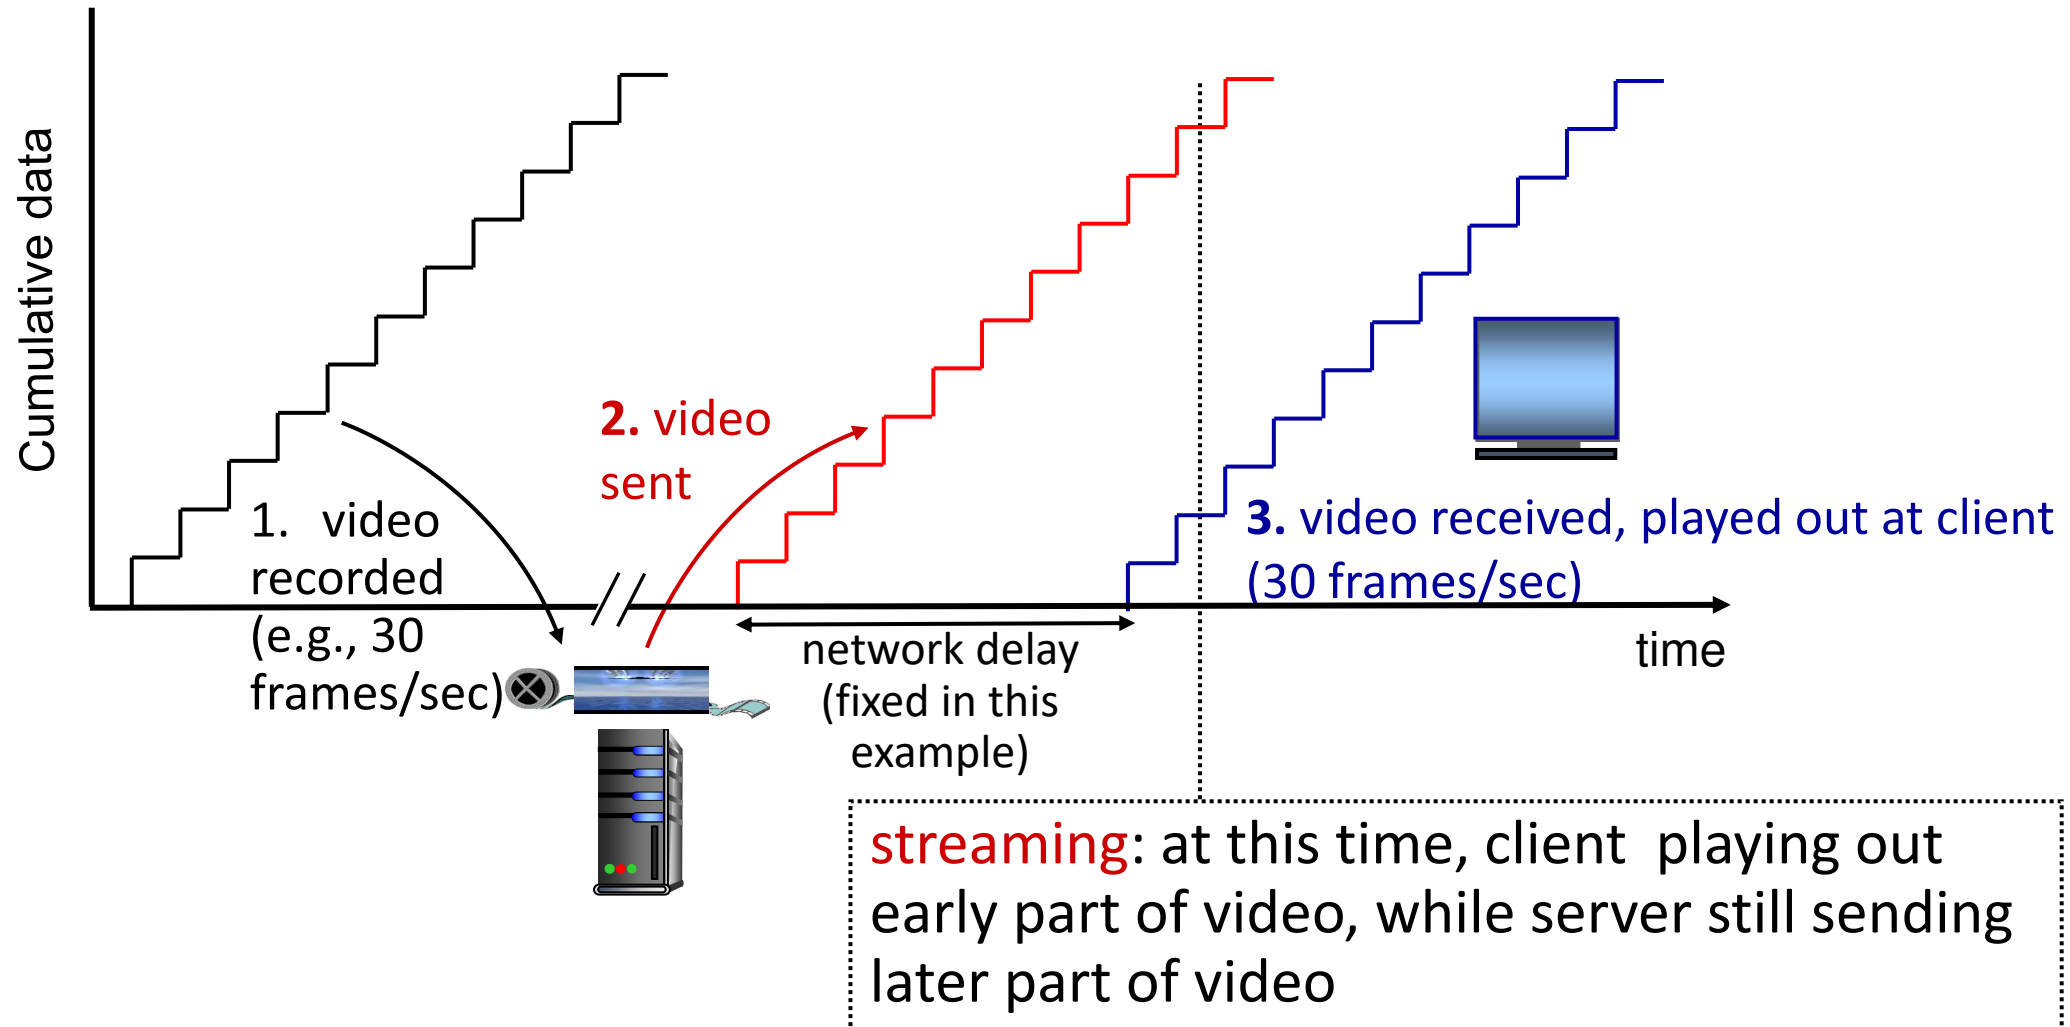 Cumulative data
1. video
recorded
(e.g., 30
frames/sec)
2. video
sent
3. video received, played out at client
(30 frames/sec)
network delay
(fixed in this
example)
time
streaming: at this time, client playing out
early part of video, while server still sending
later part of video